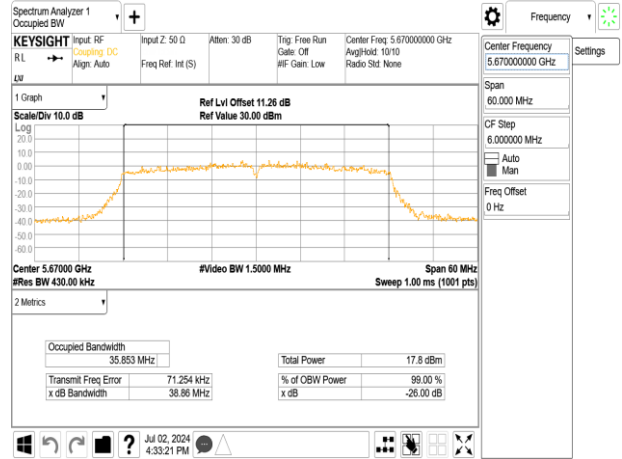 Spectrum Analyzer 1
Occupied BW
KEYSIGHT
RL
Input: RF
Coupling: DC
Align: Auto
Input Z: 50 Ω
Freq Ref: Int (S)
Atten: 30 dB
Trig: Free Run
Gate: Off
#IF Gain: Low
Center Freq: 5.670000000 GHz
Avg|Hold: 10/10
Radio Std: None
LXI
1 Graph
Scale/Div 10.0 dB
Ref Lvl Offset 11.26 dB
Ref Value 30.00 dBm
Log
20.0
10.0
0.00
-10.0
-20.0
-30.0
-40.0
-50.0
-60.0
Center 5.67000 GHz
#Res BW 430.00 kHz
#Video BW 1.5000 MHz
Span 60 MHz
Sweep 1.00 ms (1001 pts)
2 Metrics
Occupied Bandwidth
35.853 MHz
Transmit Freq Error 71.254 kHz
x dB Bandwidth 38.86 MHz
Total Power 17.8 dBm
% of OBW Power 99.00 %
x dB -26.00 dB
Jul 02, 2024
4:33:21 PM
Frequency
Settings
Center Frequency
5.670000000 GHz
Span
60.000 MHz
CF Step
6.000000 MHz
Auto
Man
Freq Offset
0 Hz